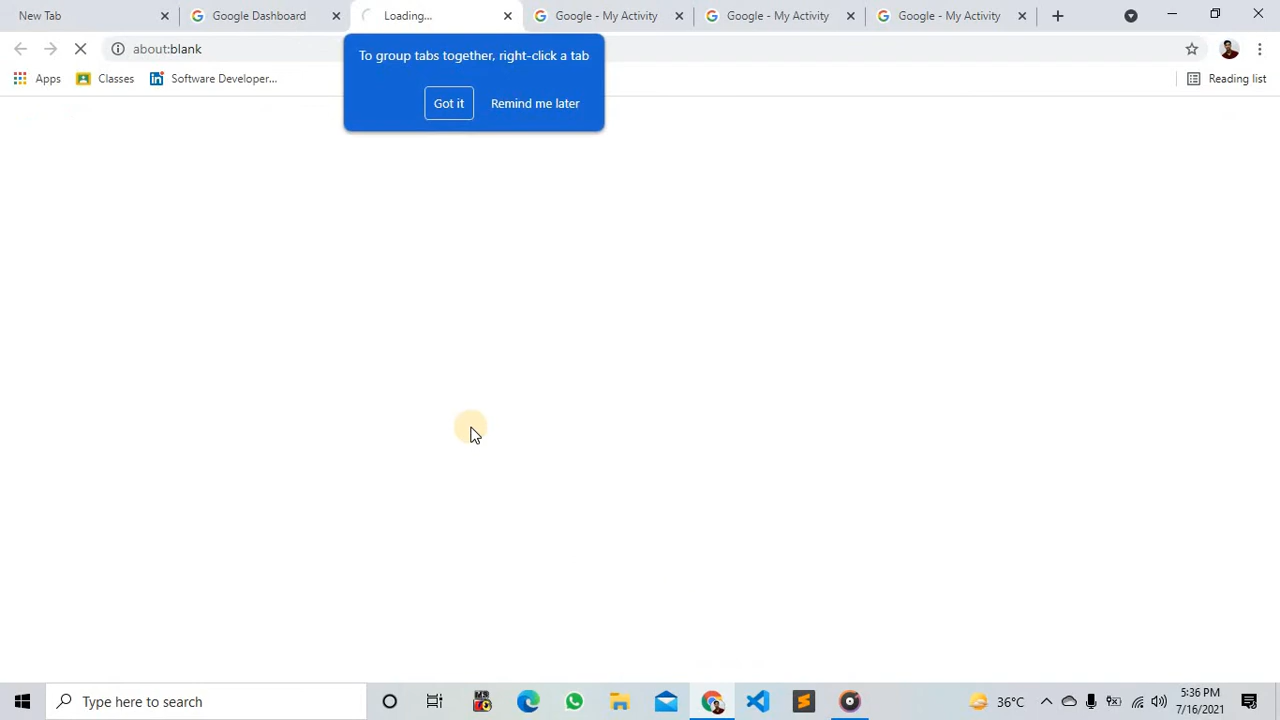 New Tab
Google Dashboard
Loading...
Google - My Activity
Google - My Activity
Google - My Activity
about:blank
To group tabs together, right-click a tab
Got it
Remind me later
Apps
Classes
Software Developer...
Reading list
Type here to search
36°C
5:36 PM
7/16/2021